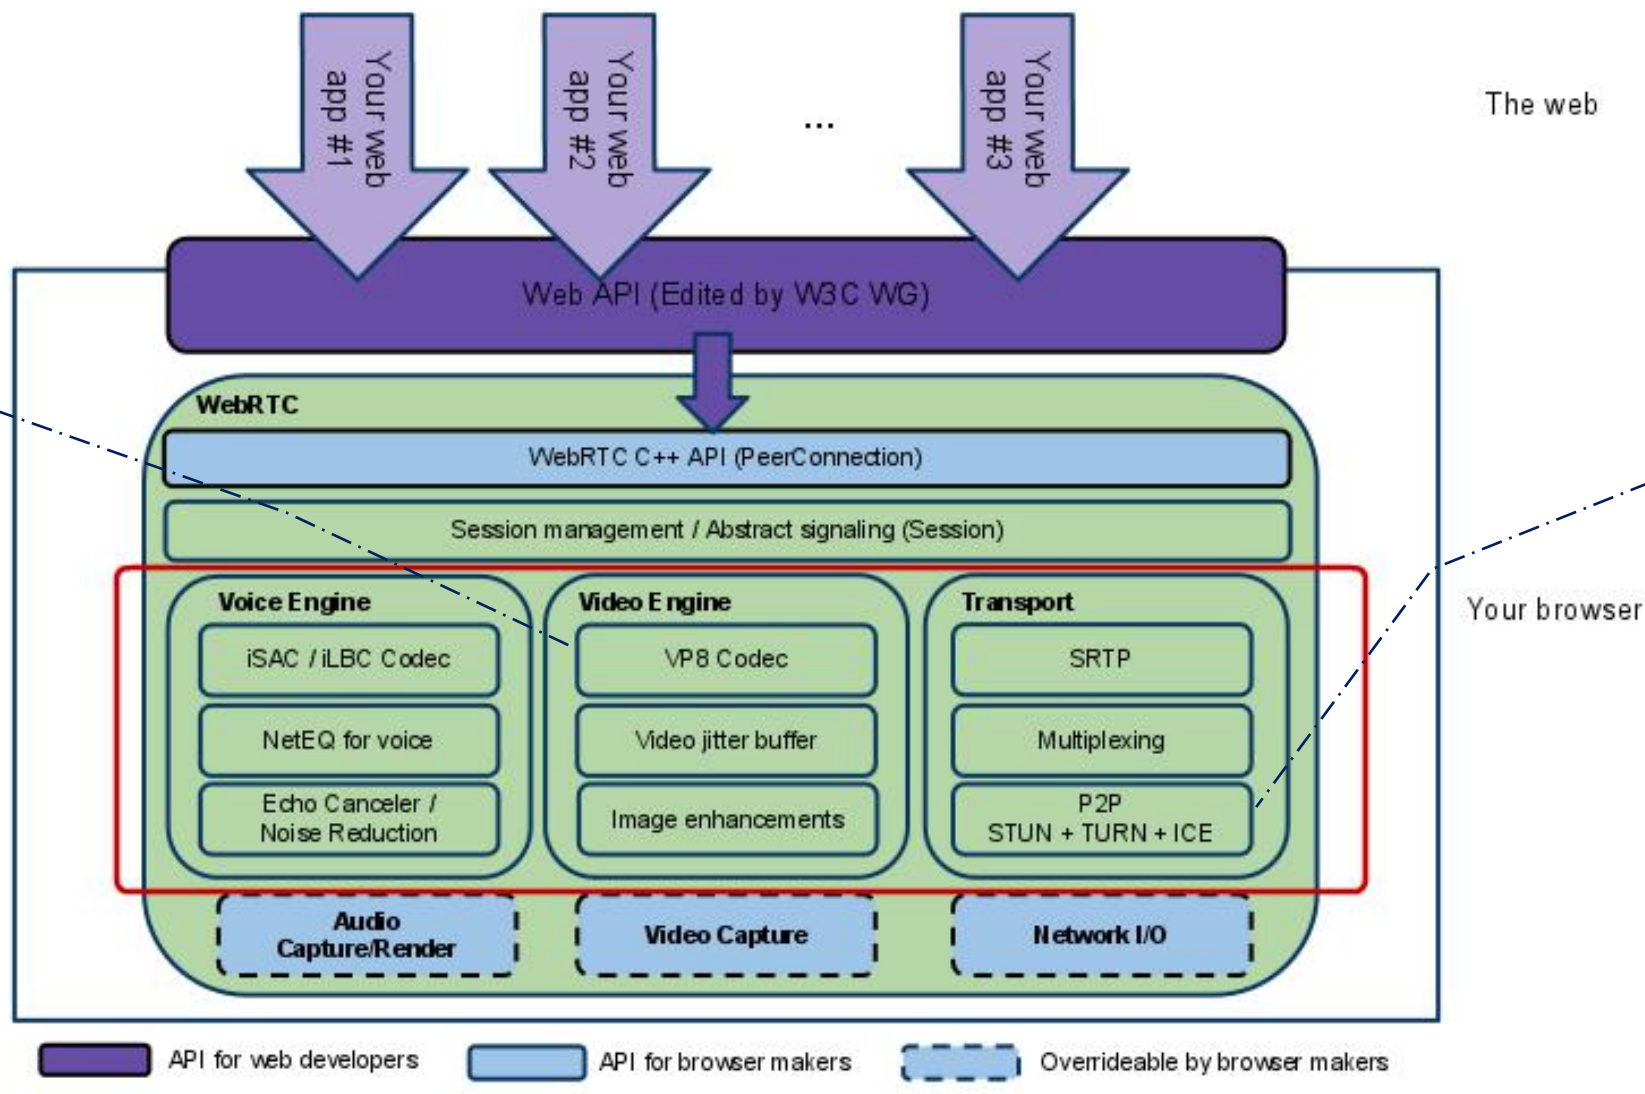 Your web
app #1
Your web
app #2
...
Your web
app #3
The web
Web API (Edited by W3C WG)
WebRTC
WebRTC C++ API (PeerConnection)
Session management / Abstract signaling (Session)
Your browser
Voice Engine
iSAC / iLBC Codec
NetEQ for voice
Echo Canceler /
Noise Reduction
Video Engine
VP8 Codec
Video jitter buffer
Image enhancements
Transport
SRTP
Multiplexing
P2P
STUN + TURN + ICE
Audio
Capture/Render
Video Capture
Network I/O
API for web developers
API for browser makers
Overrideable by browser makers